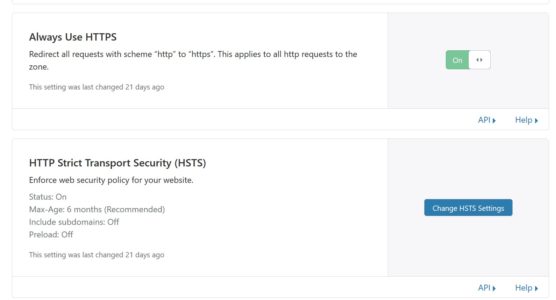 Always Use HTTPS
Redirect all requests with scheme “http” to “https”. This applies to all http requests to the
zone.
On
This setting was last changed 21 days ago
API
Help
HTTP Strict Transport Security (HSTS)
Enforce web security policy for your website.
Status: On
Max-Age: 6 months (Recommended)
Include subdomains: Off
Preload: Off
Change HSTS Settings
This setting was last changed 21 days ago
API
Help